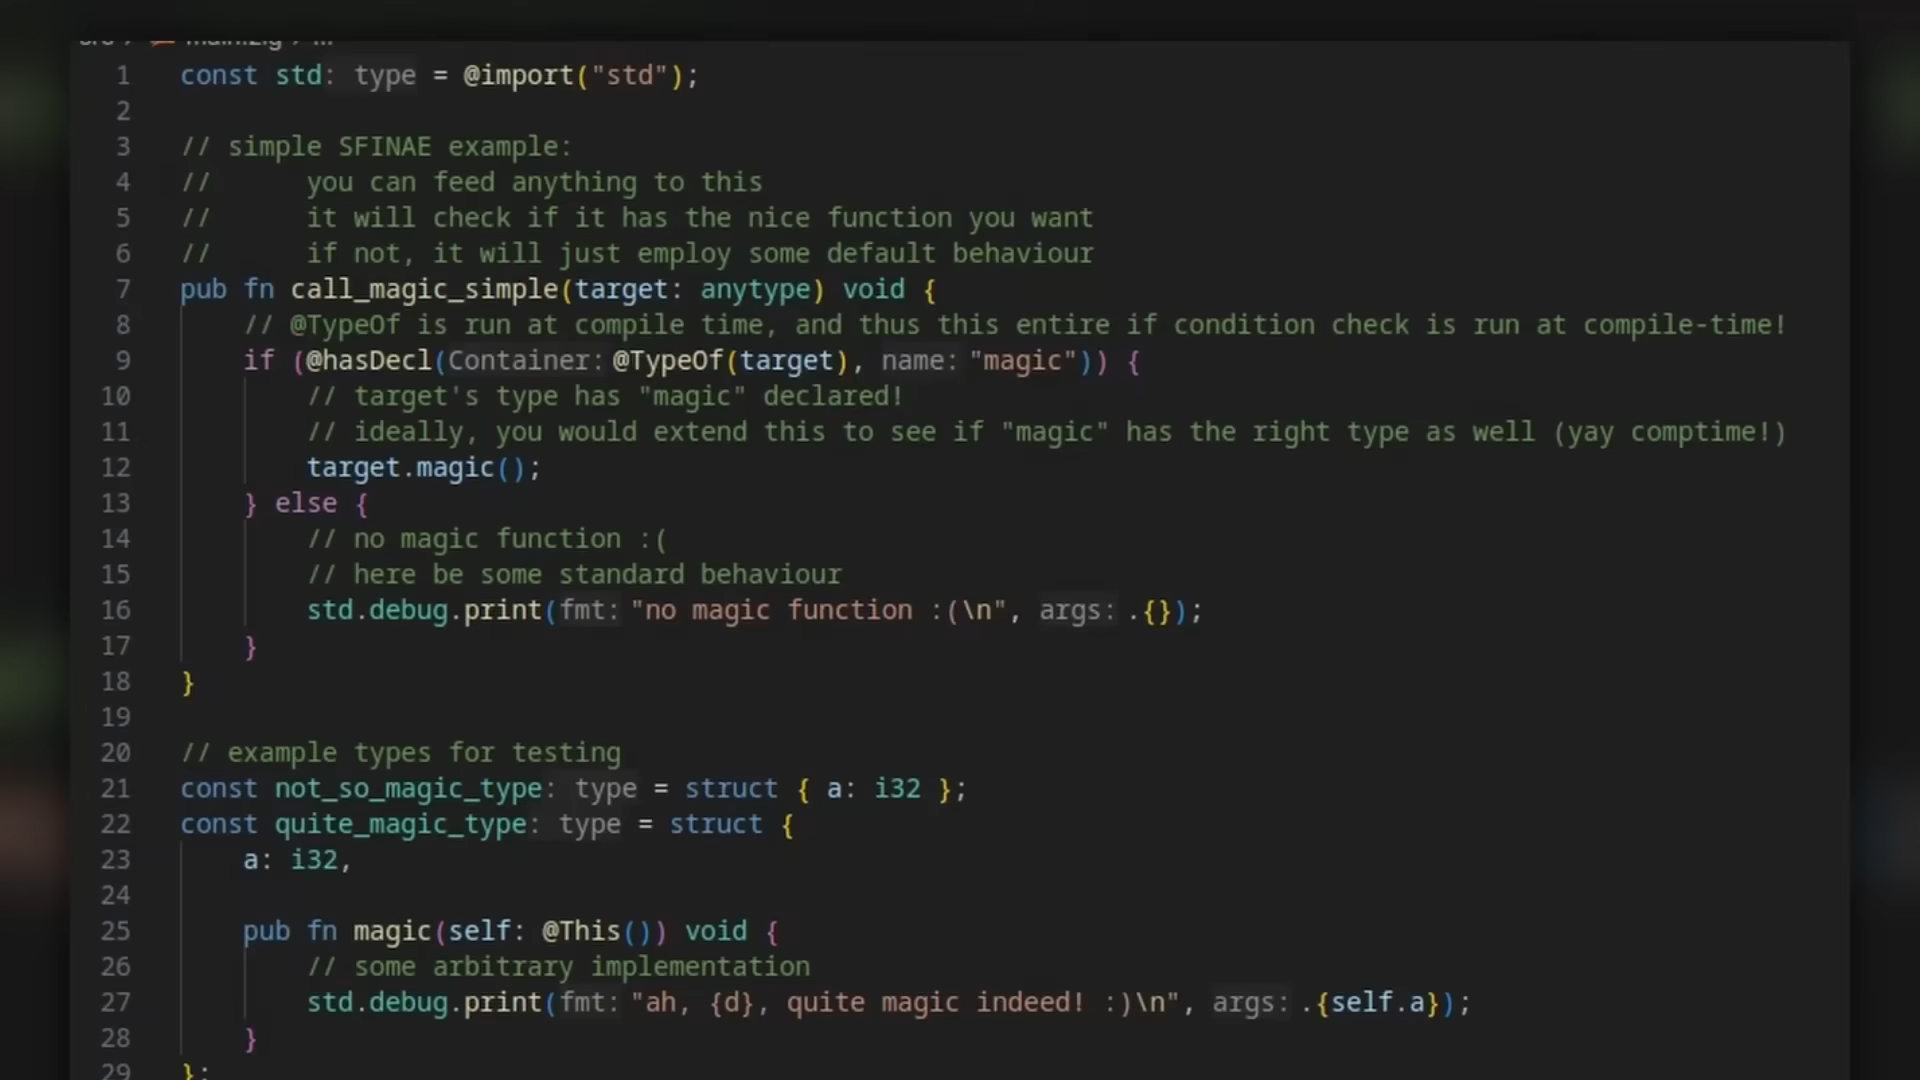 1 const std: type = @import("std");
2
3 // simple SFINAE example:
4 //      you can feed anything to this
5 //      it will check if it has the nice function you want
6 //      if not, it will just employ some default behaviour
7 pub fn call_magic_simple(target: anytype) void {
8     // @TypeOf is run at compile time, and thus this entire if condition check is run at compile-time!
9     if (@hasDecl(Container: @TypeOf(target), name: "magic")) {
10         // target's type has "magic" declared!
11         // ideally, you would extend this to see if "magic" has the right type as well (yay comptime!)
12         target.magic();
13     } else {
14         // no magic function :(
15         // here be some standard behaviour
16         std.debug.print(fmt: "no magic function :(\n", args: .{});
17     }
18 }
19
20 // example types for testing
21 const not_so_magic_type: type = struct { a: i32 };
22 const quite_magic_type: type = struct {
23     a: i32,
24
25     pub fn magic(self: @This()) void {
26         // some arbitrary implementation
27         std.debug.print(fmt: "ah, {d}, quite magic indeed! :)\n", args: .{self.a});
28     }
29 };